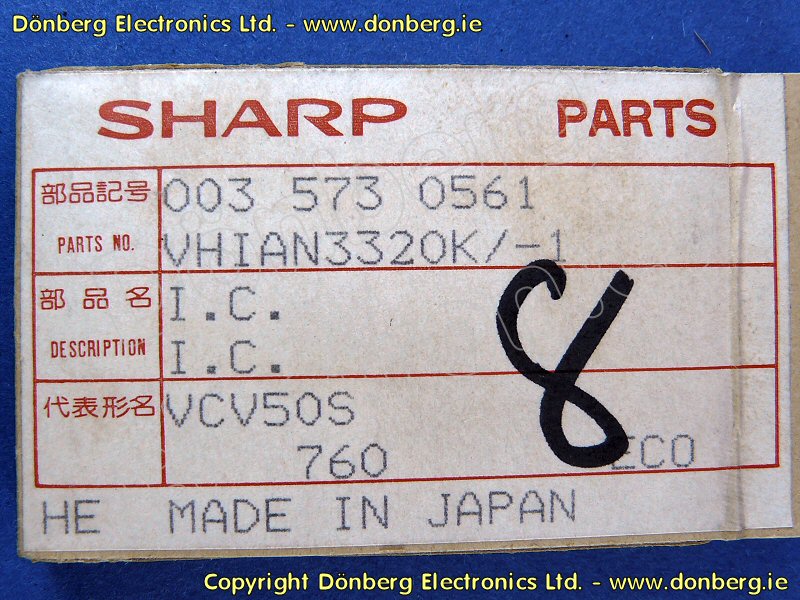 Dönberg Electronics Ltd. - www.donberg.ie
SHARP PARTS
部品記号 003 573 0561
PARTS NO. VHIAN3320K/-1
部品名 I.C.
DESCRIPTION I.C.
代表形名 VCV50S
760 ECO
8
HE MADE IN JAPAN
Copyright Dönberg Electronics Ltd. - www.donberg.ie